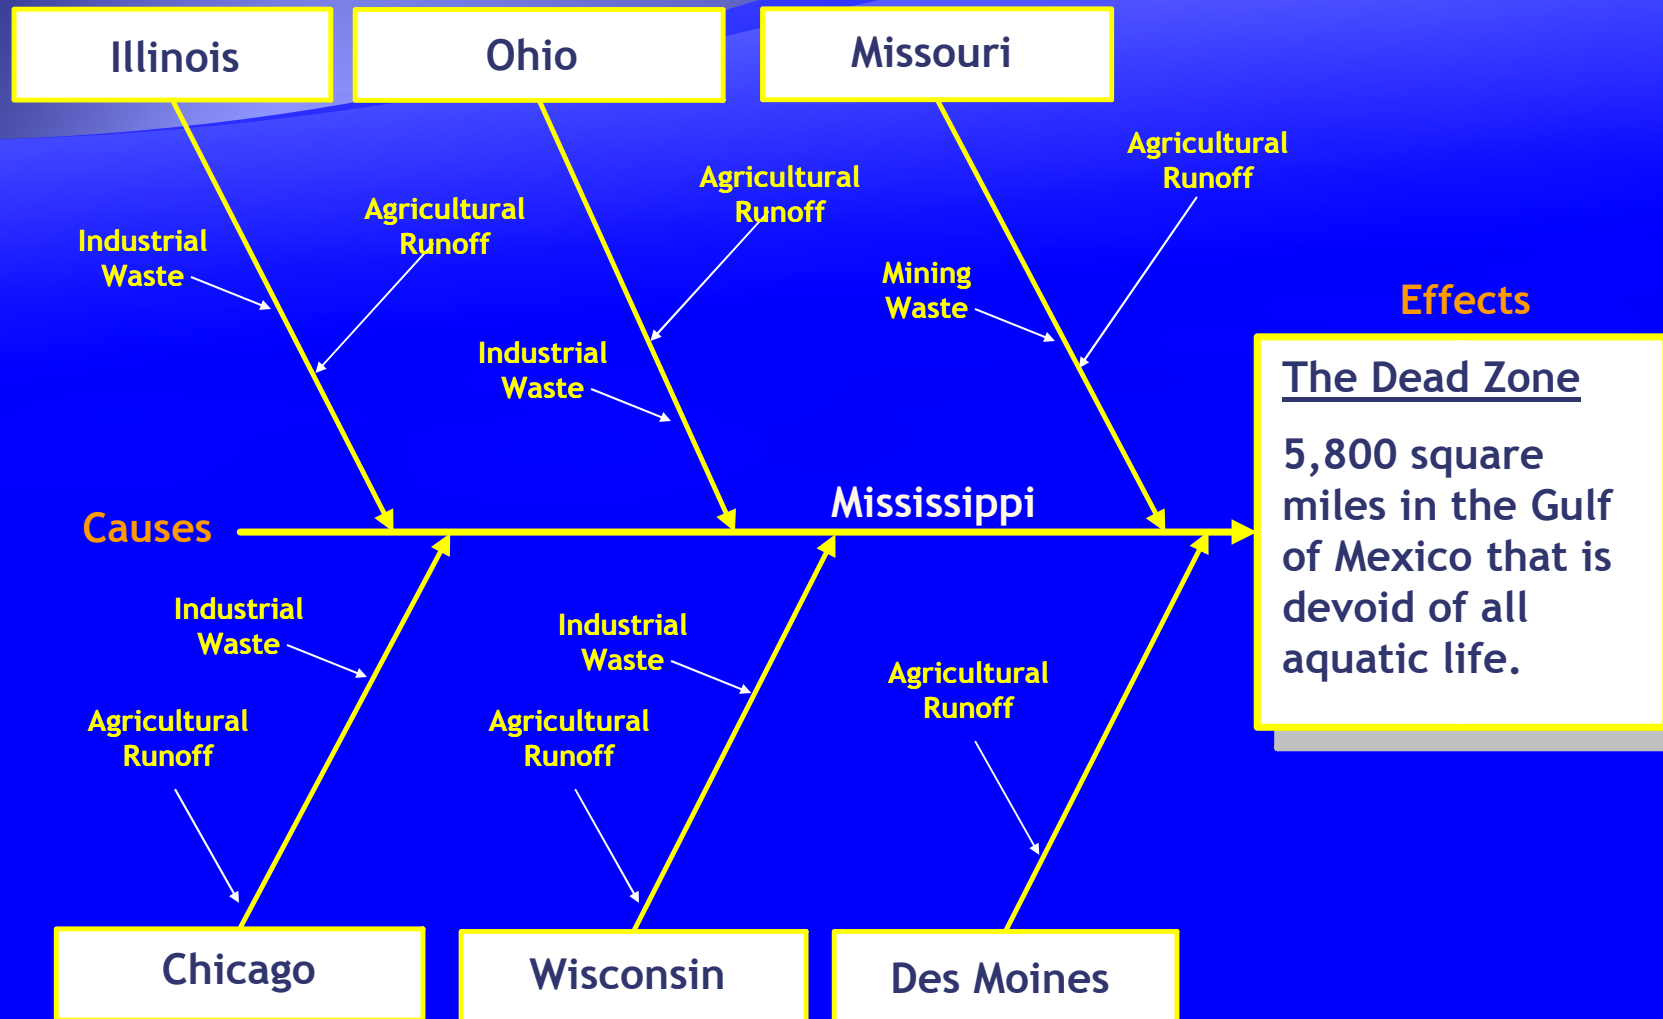 Illinois
Ohio
Missouri
Agricultural
Runoff
Agricultural
Runoff
Agricultural
Runoff
Industrial
Waste
Mining
Waste
Industrial
Waste
Effects
The Dead Zone
5,800 square
miles in the Gulf
of Mexico that is
devoid of all
aquatic life.
Mississippi
Causes
Industrial
Waste
Industrial
Waste
Agricultural
Runoff
Agricultural
Runoff
Agricultural
Runoff
Chicago
Wisconsin
Des Moines